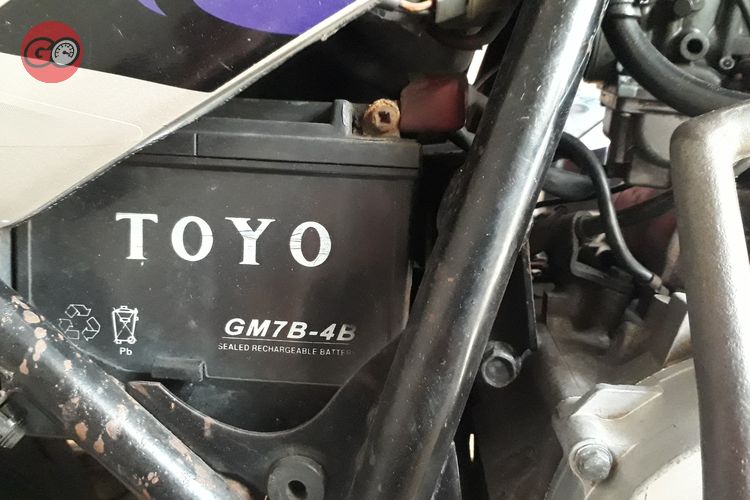 GO
TOYO
GM7B-4B
SEALED RECHARGEABLE BATTERY
Pb